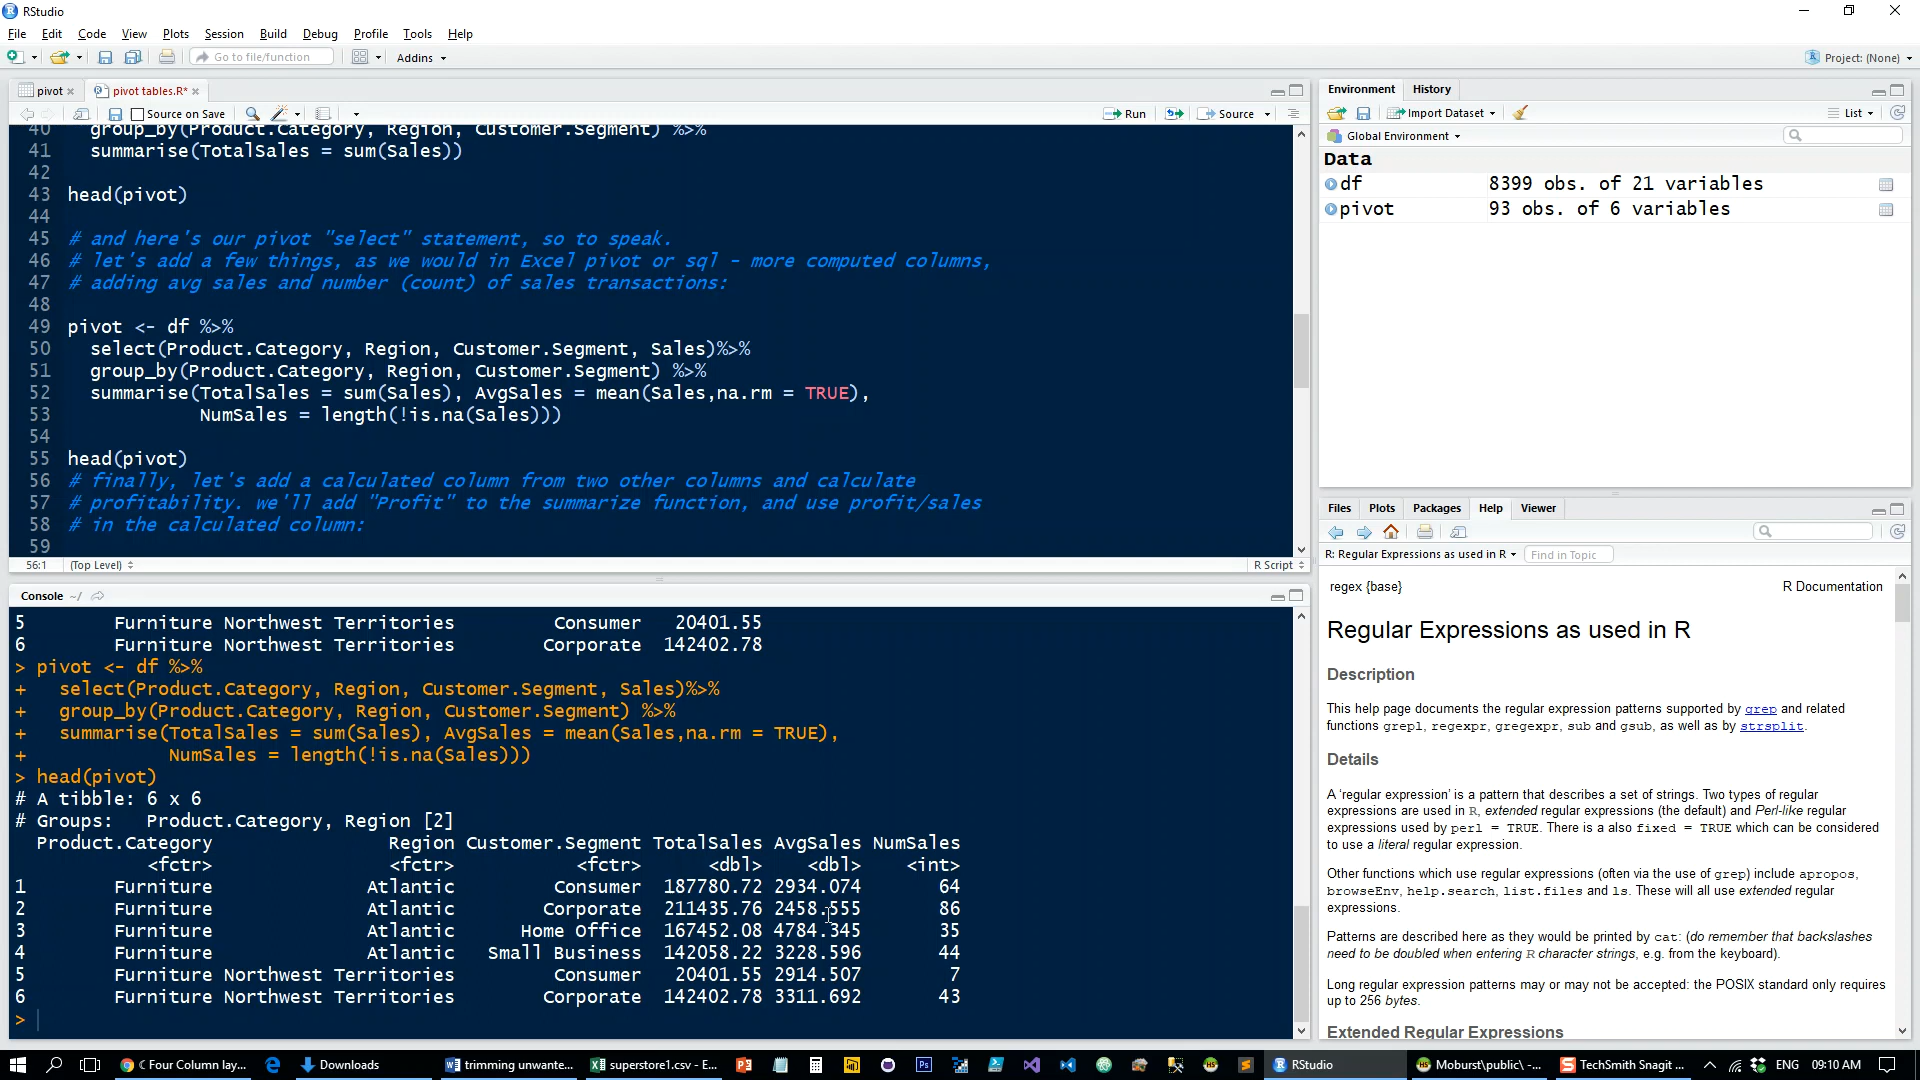 RStudio
File Edit Code View Plots Session Build Debug Profile Tools Help
Go to file/function Addins Project: (None)
pivot pivot tables.R*
Source on Save Run Source
40 group_by(Product.Category, Region, Customer.Segment) %>%
41 summarise(TotalSales = sum(Sales))
42
43 head(pivot)
44
45 # and here's our pivot "select" statement, so to speak.
46 # let's add a few things, as we would in Excel pivot or sql - more computed columns,
47 # adding avg sales and number (count) of sales transactions:
48
49 pivot <- df %>%
50 select(Product.Category, Region, Customer.Segment, Sales)%>%
51 group_by(Product.Category, Region, Customer.Segment) %>%
52 summarise(TotalSales = sum(Sales), AvgSales = mean(Sales,na.rm = TRUE),
53 NumSales = length(!is.na(Sales)))
54
55 head(pivot)
56 # finally, let's add a calculated column from two other columns and calculate
57 # profitability. we'll add "Profit" to the summarize function, and use profit/sales
58 # in the calculated column:
59
56:1 (Top Level) R Script
Console ~/
5 Furniture Northwest Territories Consumer 20401.55
6 Furniture Northwest Territories Corporate 142402.78
> pivot <- df %>%
+ select(Product.Category, Region, Customer.Segment, Sales)%>%
+ group_by(Product.Category, Region, Customer.Segment) %>%
+ summarise(TotalSales = sum(Sales), AvgSales = mean(Sales,na.rm = TRUE),
+ NumSales = length(!is.na(Sales)))
> head(pivot)
# A tibble: 6 x 6
# Groups: Product.Category, Region [2]
Product.Category Region Customer.Segment TotalSales AvgSales NumSales
<fctr> <fctr> <fctr> <dbl> <dbl> <int>
1 Furniture Atlantic Consumer 187780.72 2934.074 64
2 Furniture Atlantic Corporate 211435.76 2458.555 86
3 Furniture Atlantic Home Office 167452.08 4784.345 35
4 Furniture Atlantic Small Business 142058.22 3228.596 44
5 Furniture Northwest Territories Consumer 20401.55 2914.507 7
6 Furniture Northwest Territories Corporate 142402.78 3311.692 43
>
Environment History
Import Dataset List
Global Environment
Data
df 8399 obs. of 21 variables
pivot 93 obs. of 6 variables
Files Plots Packages Help Viewer
R: Regular Expressions as used in R Find in Topic
regex {base} R Documentation
Regular Expressions as used in R
Description
This help page documents the regular expression patterns supported by grep and related
functions grepl, regexpr, gregexpr, sub and gsub, as well as by strsplit.
Details
A ‘regular expression’ is a pattern that describes a set of strings. Two types of regular
expressions are used in R, extended regular expressions (the default) and Perl-like regular
expressions used by perl = TRUE. There is a also fixed = TRUE which can be considered
to use a literal regular expression.
Other functions which use regular expressions (often via the use of grep) include apropos,
browseEnv, help.search, list.files and ls. These will all use extended regular
expressions.
Patterns are described here as they would be printed by cat: (do remember that backslashes
need to be doubled when entering R character strings, e.g. from the keyboard).
Long regular expression patterns may or may not be accepted: the POSIX standard only requires
up to 256 bytes.
Extended Regular Expressions
Four Column lay... Downloads trimming unwante... superstore1.csv - E... RStudio Moburst\public\ -... TechSmith Snagit ... ENG 09:10 AM